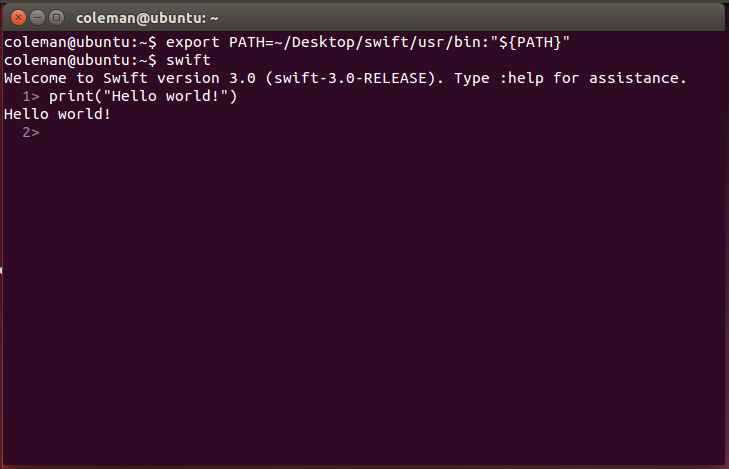 coleman@ubuntu: ~
coleman@ubuntu:~$ export PATH=~/Desktop/swift/usr/bin:"${PATH}"
coleman@ubuntu:~$ swift
Welcome to Swift version 3.0 (swift-3.0-RELEASE). Type :help for assistance.
  1> print("Hello world!")
Hello world!
  2>